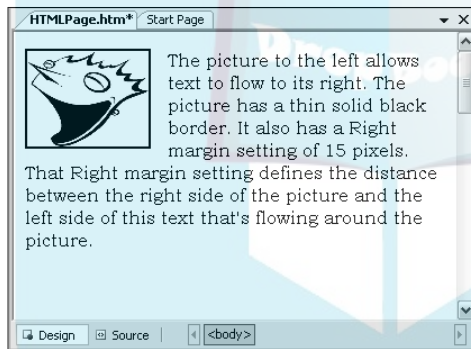 HTMLPage.htm* Start Page
The picture to the left allows
text to flow to its right. The
picture has a thin solid black
border. It also has a Right
margin setting of 15 pixels.
That Right margin setting defines the distance
between the right side of the picture and the
left side of this text that's flowing around the
picture.
Design Source <body>